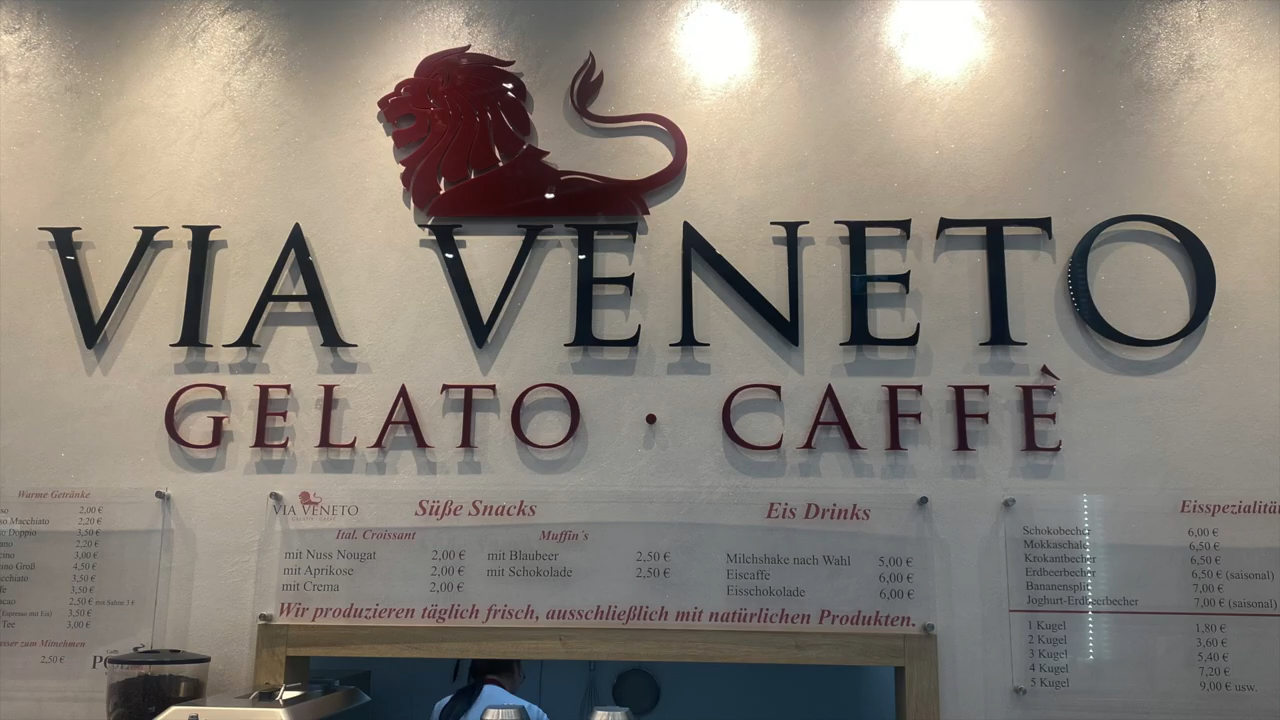 VIA VENETO
GELATO · CAFFÈ
Warme Getränke
2,00 €
Macchiato 2,20 €
Doppio 3,50 €
2,20 €
3,00 €
Groß 4,50 €
3,50 €
3,50 €
2,50 € mit Sahne 3 €
(Espresso mit Eis) 3,50 €
Tee 3,00 €
zum Mitnehmen
2,50 €
VIA VENETO
GELATO · CAFFÈ
Süße Snacks
Ital. Croissant
mit Nuss Nougat 2,00 €
mit Aprikose 2,00 €
mit Crema 2,00 €
Muffin´s
mit Blaubeer 2,50 €
mit Schokolade 2,50 €
Eis Drinks
Milchshake nach Wahl 5,00 €
Eiscaffe 6,00 €
Eisschokolade 6,00 €
Wir produzieren täglich frisch, ausschließlich mit natürlichen Produkten.
Eisspezialitä
Schokobecher 6,00 €
Mokkaschale 6,50 €
Krokantbecher 6,50 €
Erdbeerbecher 6,50 € (saisonal)
Bananensplit 7,00 €
Joghurt-Erdbeerbecher 7,00 € (saisonal)
1 Kugel 1,80 €
2 Kugel 3,60 €
3 Kugel 5,40 €
4 Kugel 7,20 €
5 Kugel 9,00 € usw.